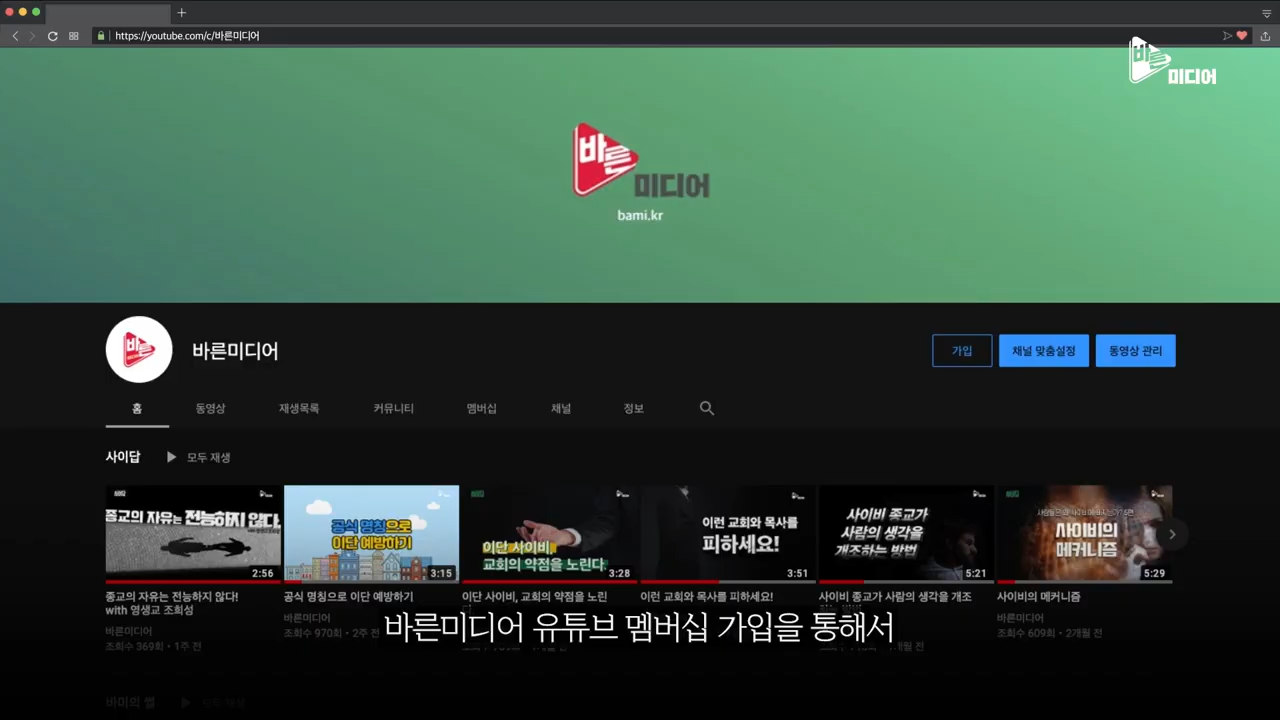 https://youtube.com/c/바른미디어
바른
미디어
바른
미디어
bami.kr
바른
바른미디어
가입
채널 맞춤설정
동영상 관리
홈
동영상
재생목록
커뮤니티
멤버십
채널
정보
사이답
모두 재생
종교의 자유는 전능하지 않다.
2:56
공식 명칭으로
이단 예방하기
3:15
이단 사이비,
교회의 약점을 노린다.
3:28
이런 교회와 목사를
피하세요!
3:51
사이비 종교가
사람의 생각을
개조하는 방법
5:21
사이비의
메커니즘
5:29
종교의 자유는 전능하지 않다!
with 영생교 조희성
바른미디어
조회수 369회 • 1주 전
공식 명칭으로 이단 예방하기
바른미디어
조회수 970회 • 2주 전
이단 사이비, 교회의 약점을 노린
이런 교회와 목사를 피하세요!
사이비 종교가 사람의 생각을 개조
사이비의 메커니즘
바른미디어
조회수 609회 • 2개월 전
바른미디어 유튜브 멤버십 가입을 통해서
바미의 썰
모두 재생